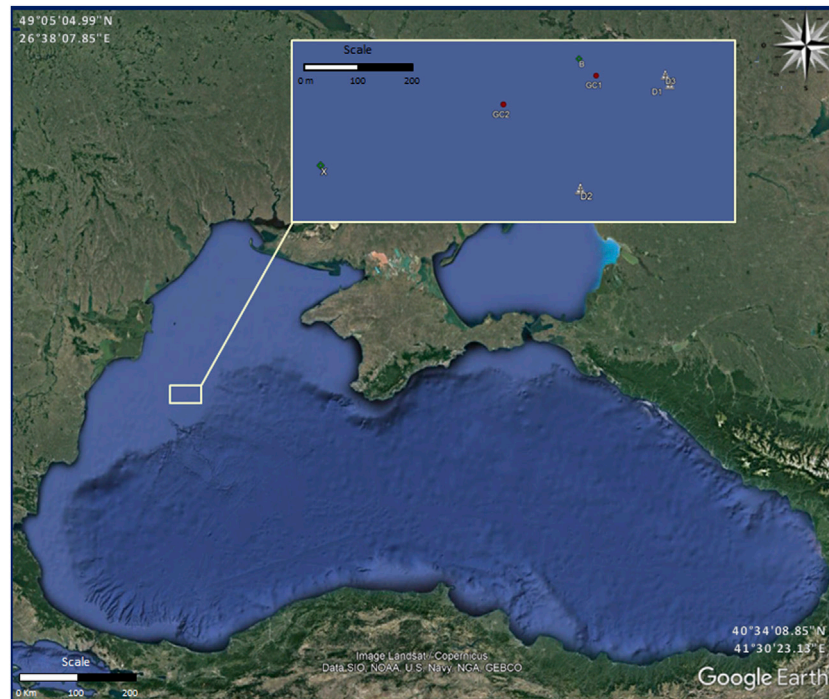 49°05'04.99"N
26°38'07.85"E
Scale
0 m 100 200
B
GC1
D3
D1
GC2
X
D2
40°34'08.85"N
41°30'23.13"E
Image Landsat - Copernicus
Data SIO, NOAA, U.S. Navy, NGA, GEBCO
Scale
0 Km 100 200
Google Earth